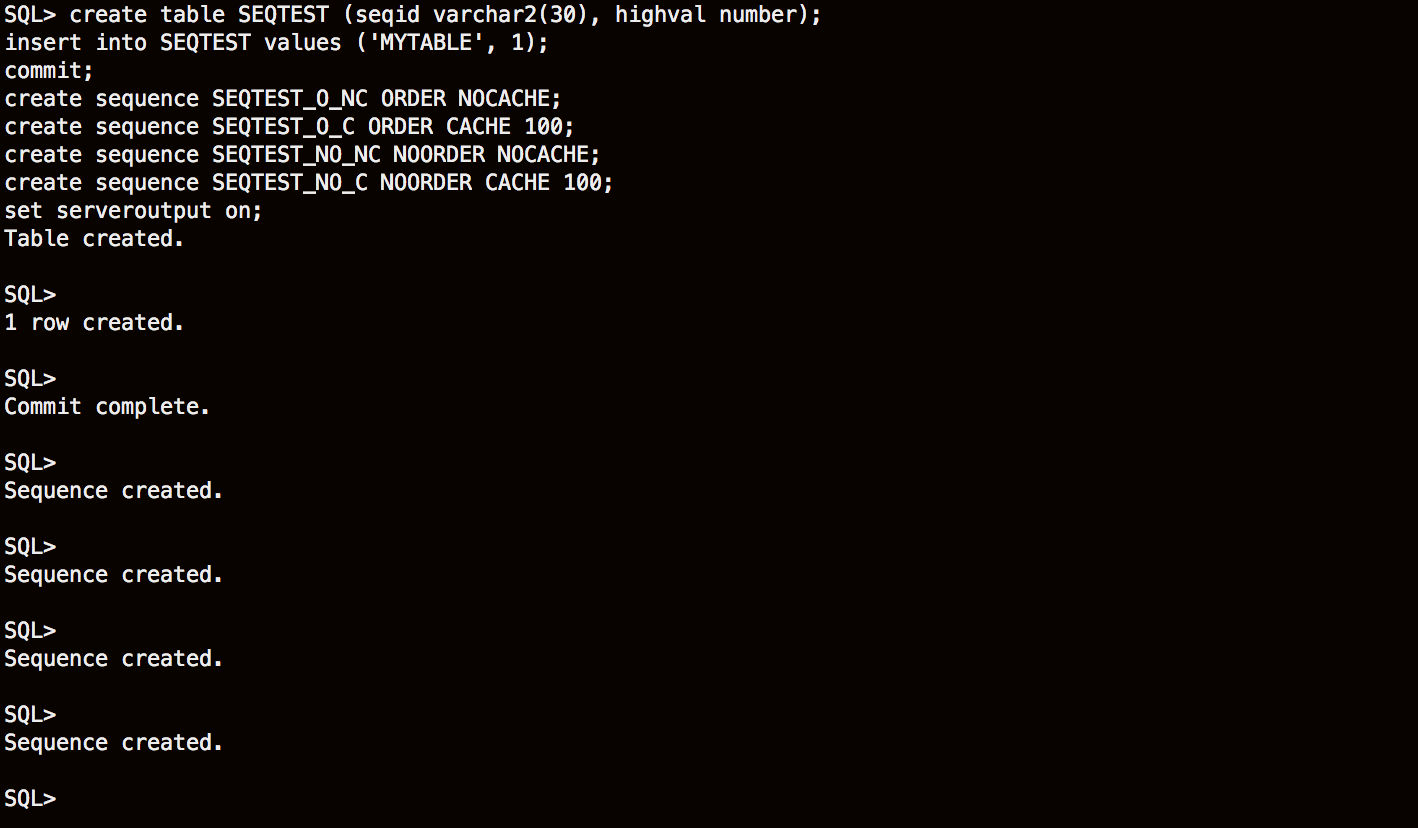 SQL> create table SEQTEST (seqid varchar2(30), highval number);
insert into SEQTEST values ('MYTABLE', 1);
commit;
create sequence SEQTEST_O_NC ORDER NOCACHE;
create sequence SEQTEST_O_C ORDER CACHE 100;
create sequence SEQTEST_NO_NC NOORDER NOCACHE;
create sequence SEQTEST_NO_C NOORDER CACHE 100;
set serveroutput on;
Table created.
SQL>
1 row created.
SQL>
Commit complete.
SQL>
Sequence created.
SQL>
Sequence created.
SQL>
Sequence created.
SQL>
Sequence created.
SQL>